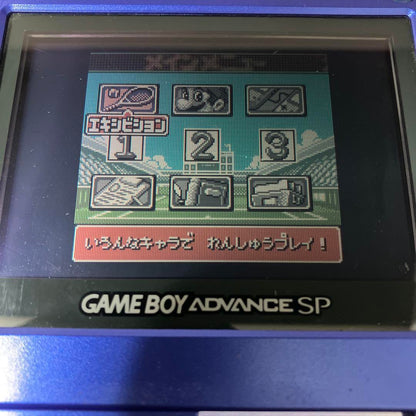 メインメニュー
エキシビション
1 2 3
いろんなキャラで れんしゅうプレイ!
GAME BOY ADVANCE SP